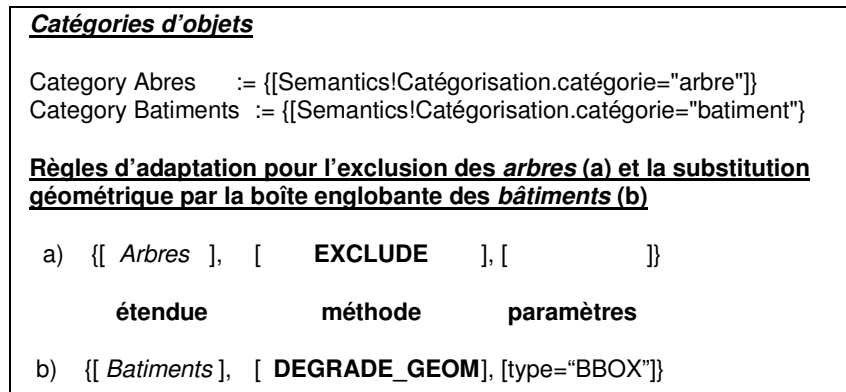 Catégories d'objets
Category Abres := {[Semantics!Catégorisation.catégorie="arbre"]}
Category Batiments := {[Semantics!Catégorisation.catégorie="batiment"}
Règles d'adaptation pour l'exclusion des arbres (a) et la substitution
géométrique par la boîte englobante des bâtiments (b)
a) {[ Arbres ], [ EXCLUDE ], [ ]}
étendue méthode paramètres
b) {[ Batiments ], [ DEGRADE_GEOM], [type=“BBOX”]}